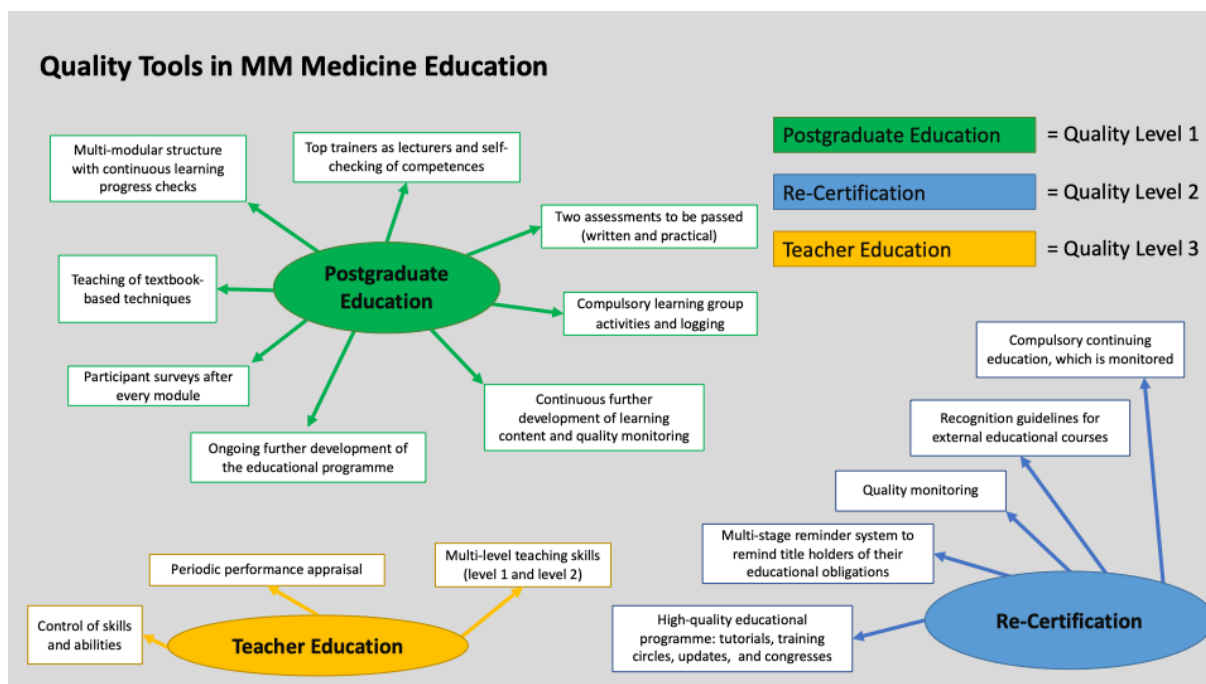 Quality Tools in MM Medicine Education
Multi-modular structure
with continuous learning
progress checks
Top trainers as lecturers and self-
checking of competences
Two assessments to be passed
(written and practical)
Teaching of textbook-
based techniques
Postgraduate
Education
Compulsory learning group
activities and logging
Participant surveys after
every module
Continuous further
development of learning
content and quality monitoring
Ongoing further development of
the educational programme
Postgraduate Education
= Quality Level 1
Re-Certification
= Quality Level 2
Teacher Education
= Quality Level 3
Compulsory continuing
education, which is monitored
Recognition guidelines for
external educational courses
Quality monitoring
Multi-stage reminder system to
remind title holders of their
educational obligations
High-quality educational
programme: tutorials, training
circles, updates, and congresses
Re-Certification
Periodic performance appraisal
Multi-level teaching skills
(level 1 and level 2)
Control of skills
and abilities
Teacher Education